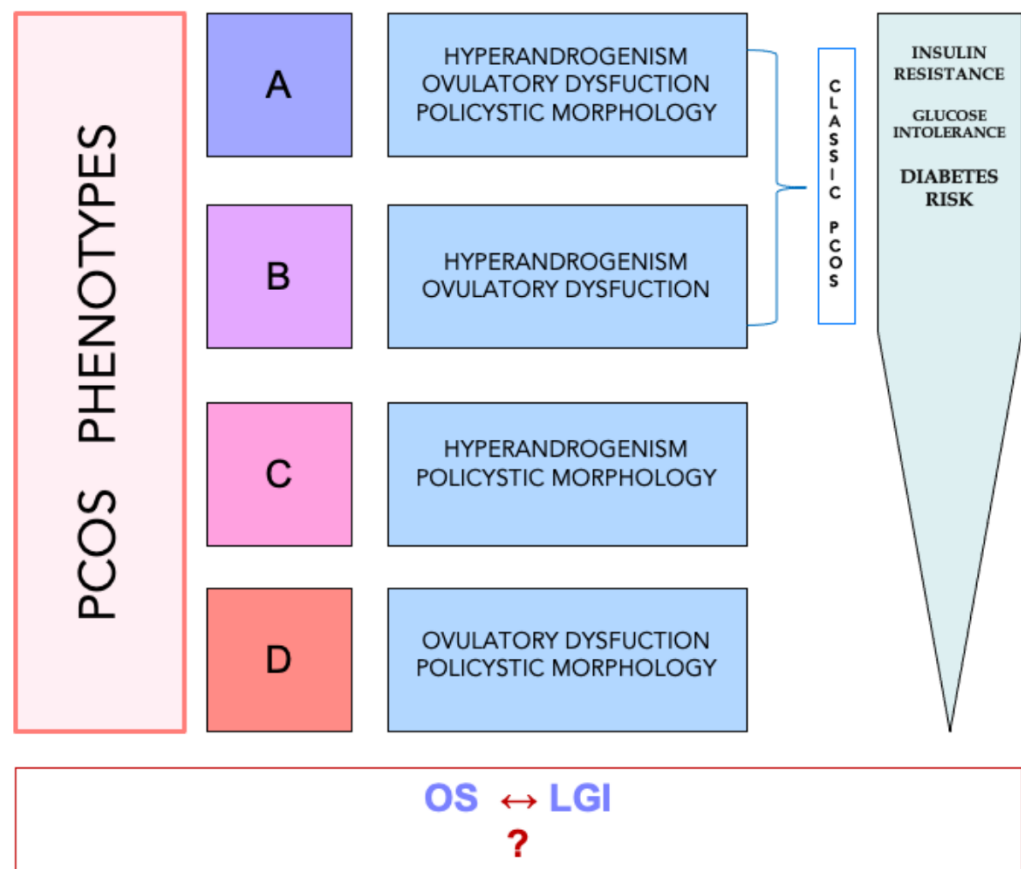 PCOS PHENOTYPES
A
HYPERANDROGENISM
OVULATORY DYSFUCTION
POLICYSTIC MORPHOLOGY
B
HYPERANDROGENISM
OVULATORY DYSFUCTION
CLASSIC PCOS
INSULIN
RESISTANCE
GLUCOSE
INTOLERANCE
DIABETES
RISK
C
HYPERANDROGENISM
POLICYSTIC MORPHOLOGY
D
OVULATORY DYSFUCTION
POLICYSTIC MORPHOLOGY
OS ↔ LGI
?